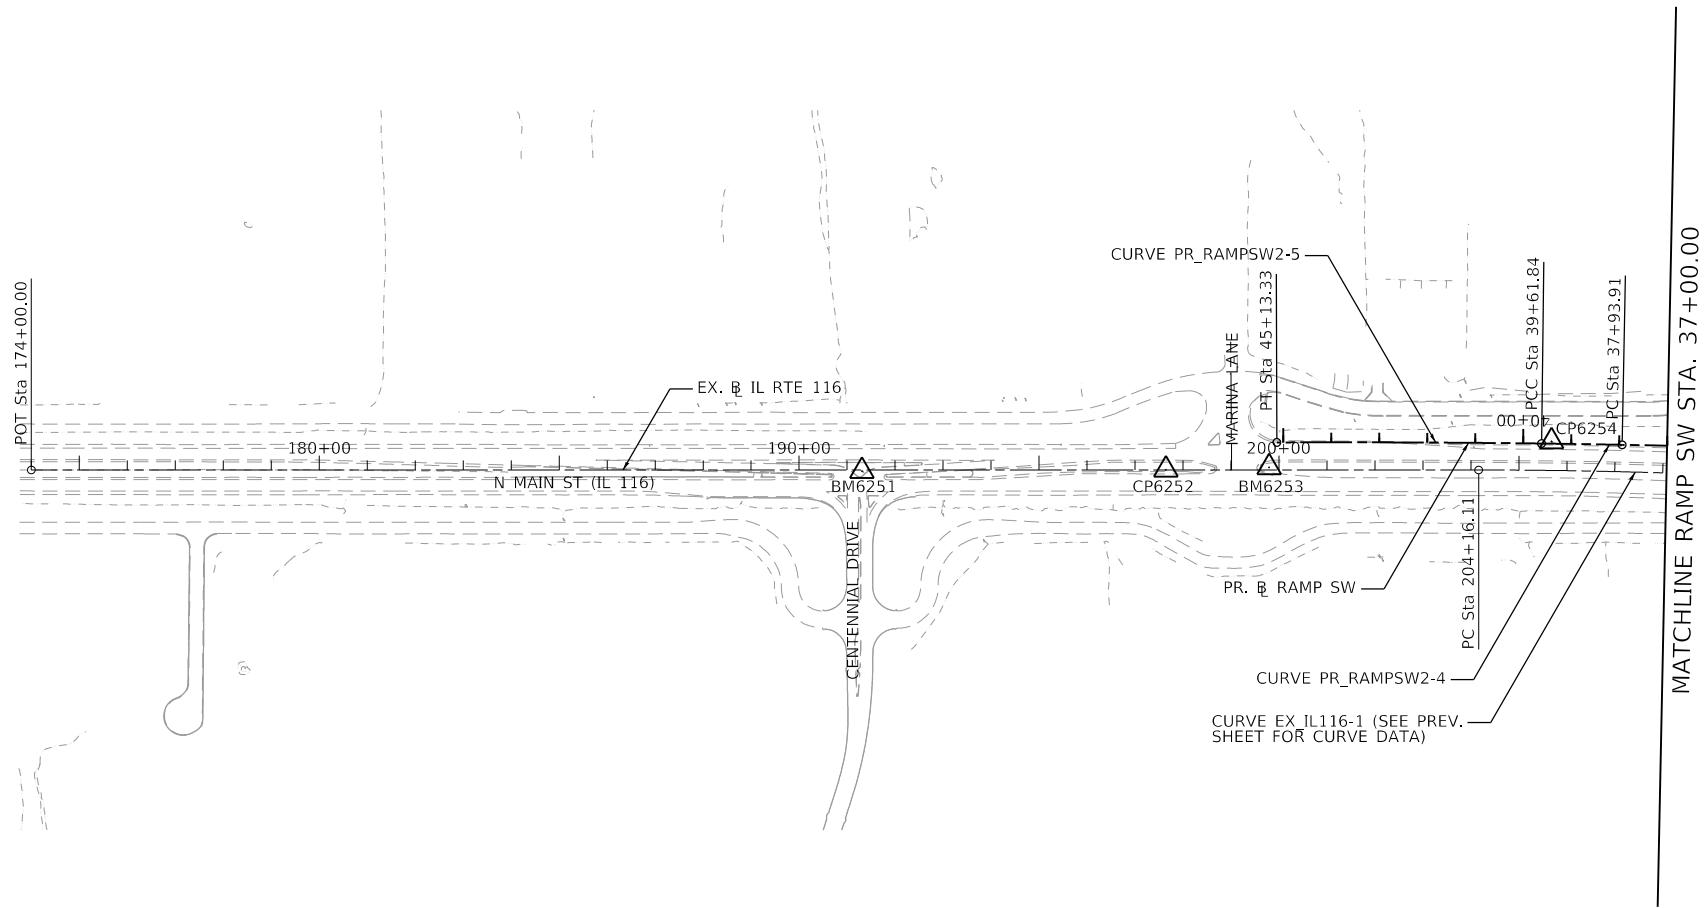 CURVE PR_RAMPSW2-5
POT Sta 174+00.00
PT Sta 45+13.33
PCC Sta 39+61.84
PC Sta 37+93.91
MATCHLINE RAMP SW STA. 37+00.00
MARINA LANE
EX. ⅊ IL RTE 116
180+00
190+00
200+00
CP6254
N MAIN ST (IL 116)
BM6251
CP6252
BM6253
CENTENNIAL DRIVE
PC Sta 204+16.11
PR. ⅊ RAMP SW
CURVE PR_RAMPSW2-4
CURVE EX_IL116-1 (SEE PREV.
SHEET FOR CURVE DATA)